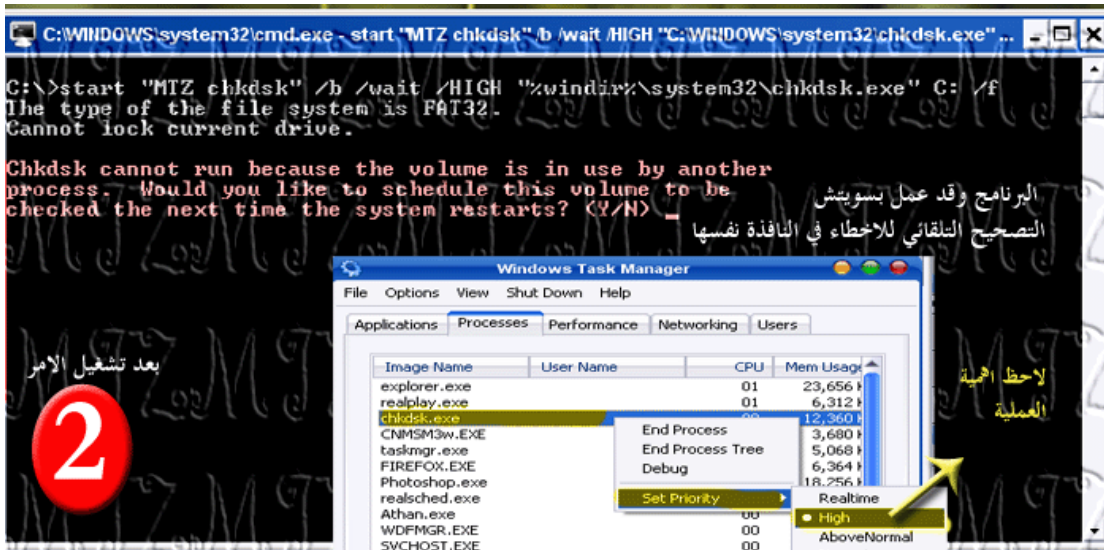 C:\WINDOWS\system32\cmd.exe - start "MTZ chkdsk" /b /wait /HIGH "C:\WINDOWS\system32\chkdsk.exe" ...
C:\>start "MTZ chkdsk" /b /wait /HIGH "%windir%\system32\chkdsk.exe" C: /f
The type of the file system is FAT32.
Cannot lock current drive.
Chkdsk cannot run because the volume is in use by another
process. Would you like to schedule this volume to be
checked the next time the system restarts? (Y/N) _
البرنامج وقد عمل بسويتش
التصحيح التلقائي للاخطاء في النافذة نفسها
Windows Task Manager
File Options View Shut Down Help
Applications Processes Performance Networking Users
Image Name User Name CPU Mem Usage
explorer.exe 01 23,656 K
realplay.exe 01 6,312 K
chkdsk.exe 00 12,360 K
CNMSM3w.EXE 3,680 K
taskmgr.exe 5,068 K
FIREFOX.EXE 6,364 K
Photoshop.exe 18,256 K
realsched.exe
Athan.exe 00
WDFMGR.EXE 00
SVCHOST.EXE 00
End Process
End Process Tree
Debug
Set Priority
Realtime
High
AboveNormal
بعد تشغيل الامر
2
لاحظ اهمية
العملية